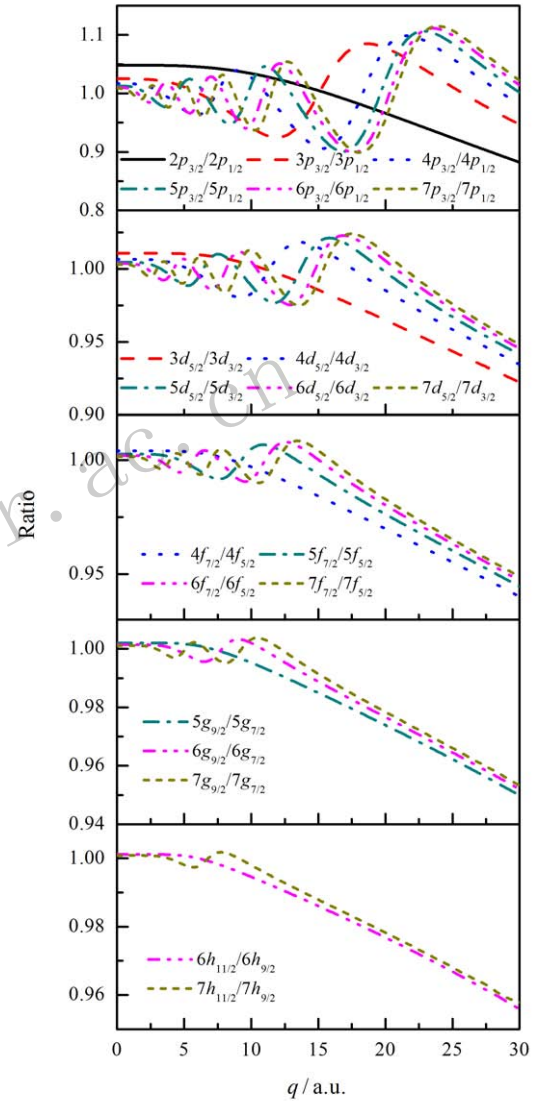 1.1
1.0
0.9
0.8
2p3/2/2p1/2 3p3/2/3p1/2 4p3/2/4p1/2
5p3/2/5p1/2 6p3/2/6p1/2 7p3/2/7p1/2
1.00
0.95
0.90
3d5/2/3d3/2 4d5/2/4d3/2
5d5/2/5d3/2 6d5/2/6d3/2 7d5/2/7d3/2
r.ac.cn
Ratio
1.00
0.95
4f7/2/4f5/2 5f7/2/5f5/2
6f7/2/6f5/2 7f7/2/7f5/2
1.00
0.98
0.96
0.94
5g9/2/5g7/2
6g9/2/6g7/2
7g9/2/7g7/2
1.00
0.98
0.96
6h11/2/6h9/2
7h11/2/7h9/2
0 5 10 15 20 25 30
q / a.u.